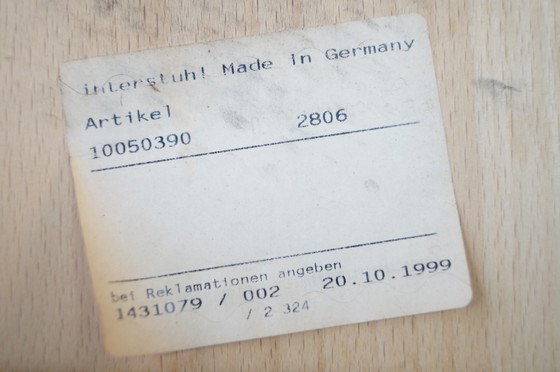 interstuhl Made in Germany
Artikel
10050390 2806
bei Reklamationen angeben
1431079 / 002 20.10.1999
/ 2 324